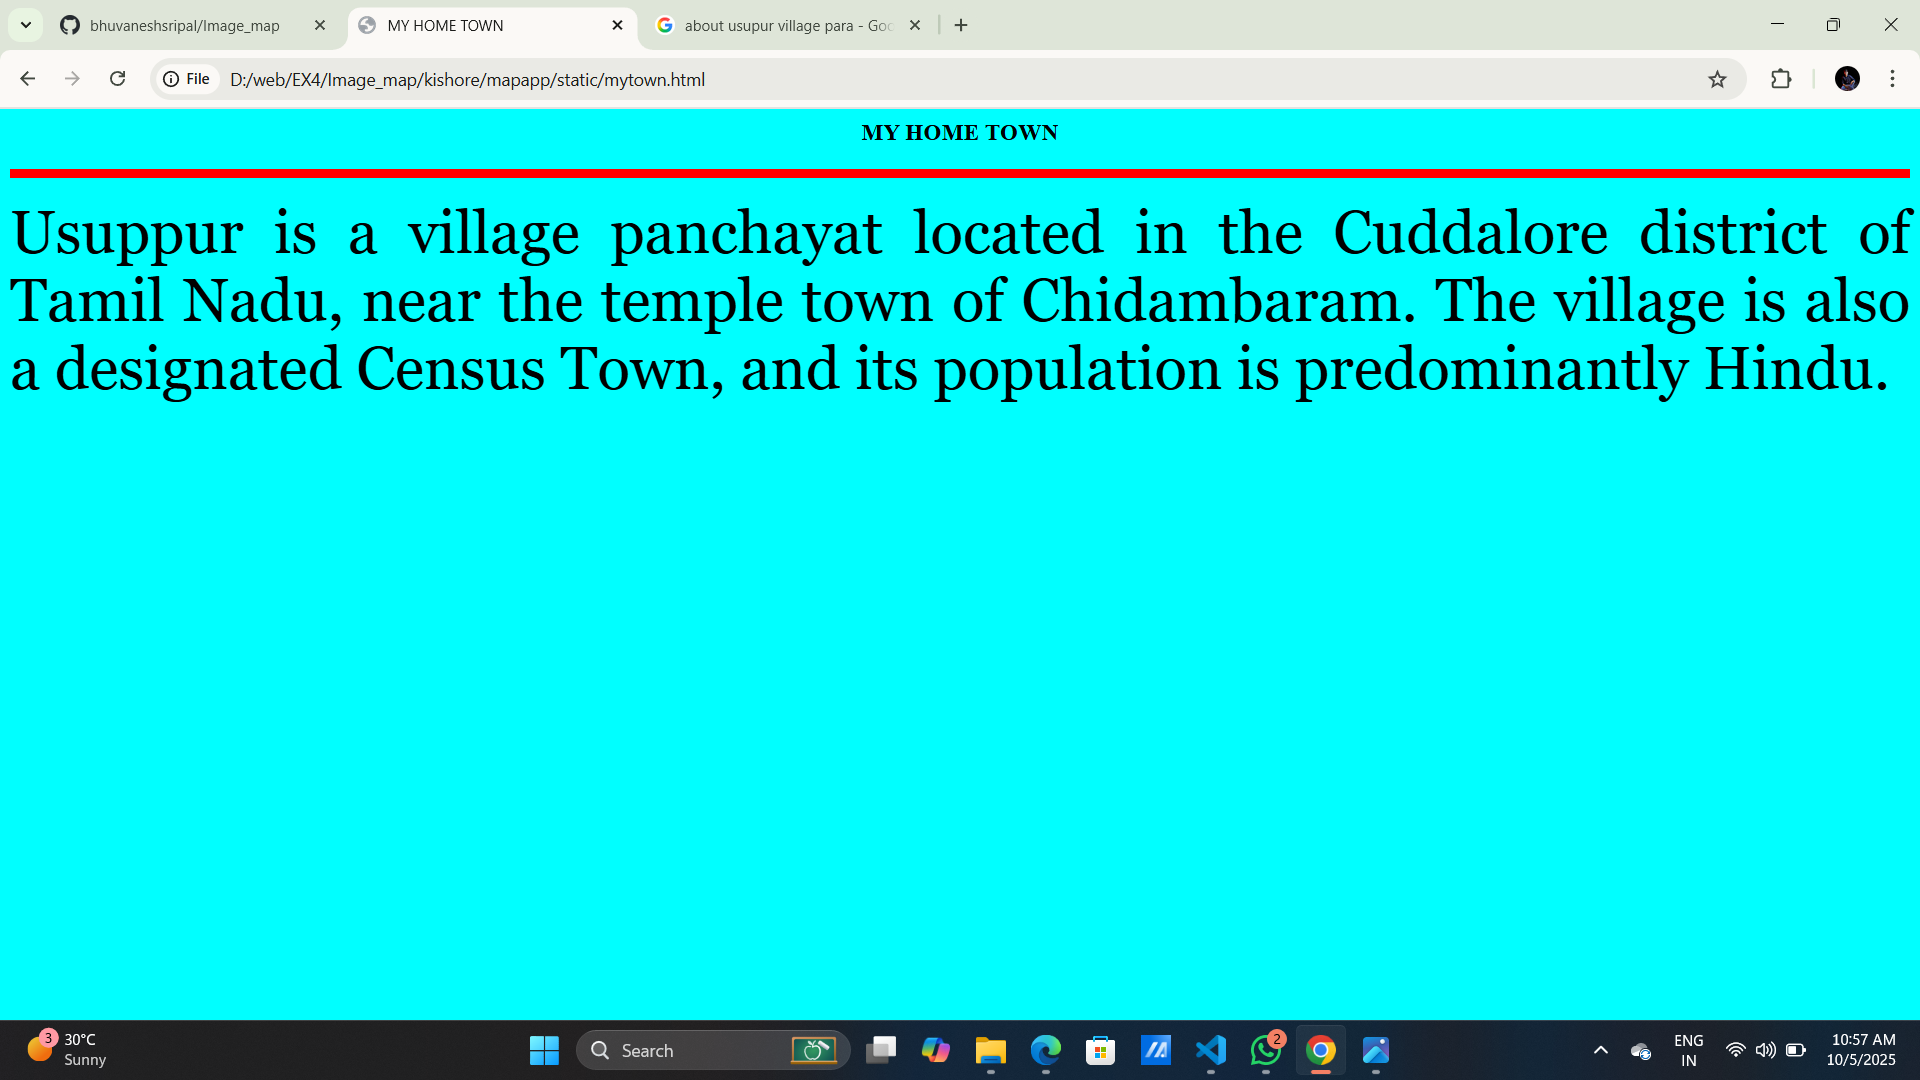 bhuvaneshsripal/Image_map
MY HOME TOWN
about usupur village para - Goo
File
D:/web/EX4/Image_map/kishore/mapapp/static/mytown.html
MY HOME TOWN
Usuppur is a village panchayat located in the Cuddalore district of
Tamil Nadu, near the temple town of Chidambaram. The village is also
a designated Census Town, and its population is predominantly Hindu.
3
30°C
Sunny
Search
2
ENG
IN
10:57 AM
10/5/2025